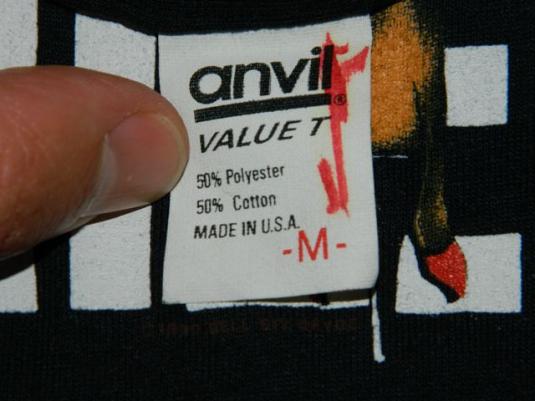 anvil®
VALUE T
50% Polyester
50% Cotton
MADE IN U.S.A.
-M-